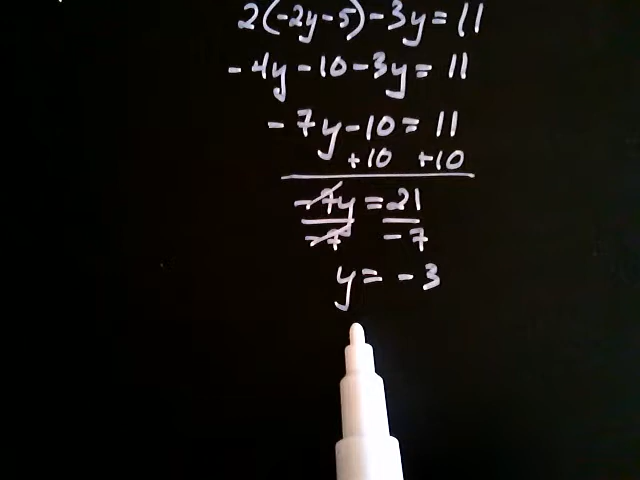 2(-2y-5)-3y=11
-4y-10-3y=11
-7y-10=11
+10 +10
-7y=21
-7 -7
y=-3